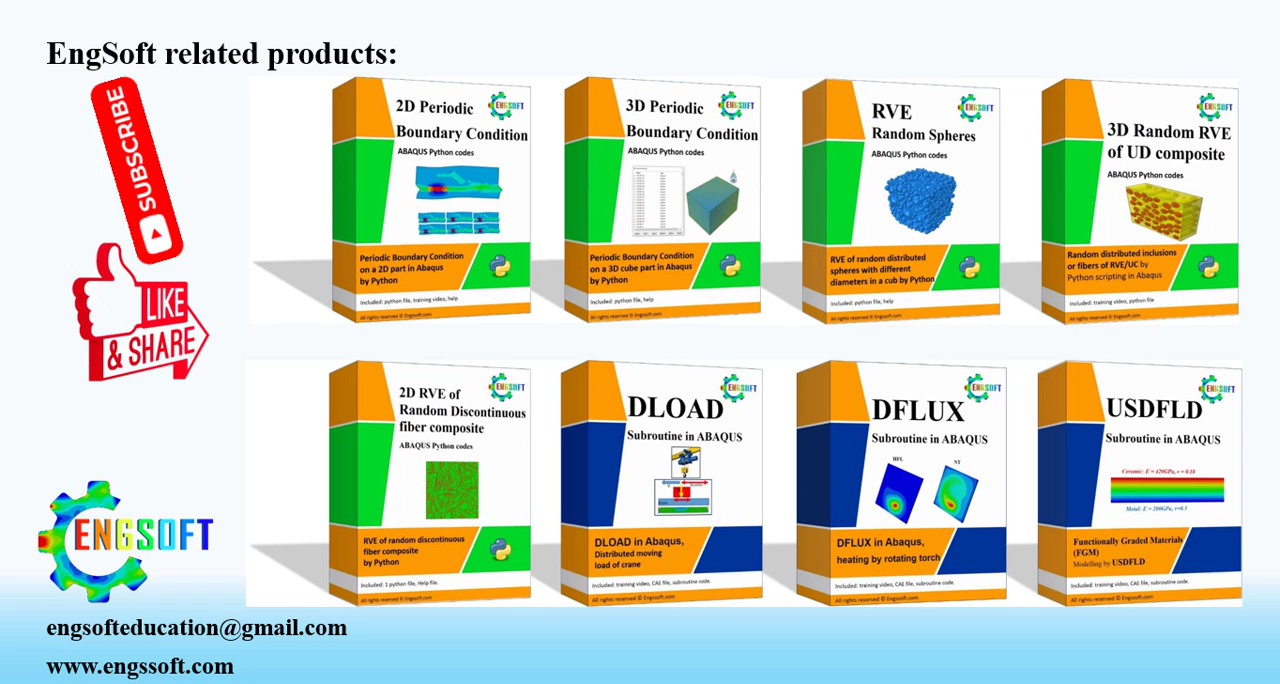 EngSoft related products:
SUBSCRIBE
LIKE
& SHARE
ENGSOFT
2D Periodic
Boundary Condition
ABAQUS Python codes
Periodic Boundary Condition
on a 2D part in Abaqus
by Python
Included: python file, training video, help
All rights reserved © Engsoft.com
ENGSOFT
3D Periodic
Boundary Condition
ABAQUS Python codes
Periodic Boundary Condition
on a 3D cube part in Abaqus
by Python
Included: python file, help
All rights reserved © Engsoft.com
ENGSOFT
RVE
Random Spheres
ABAQUS Python codes
RVE of random distributed
spheres with different
diameters in a cub by Python
Included: python file, help
All rights reserved © Engsoft.com
ENGSOFT
3D Random RVE
of UD composite
ABAQUS Python codes
Random distributed inclusions
or fibers of RVE/UC by
Python scripting in Abaqus
Included: training video, python file
All rights reserved © Engsoft.com
ENGSOFT
2D RVE of
Random Discontinuous
fiber composite
ABAQUS Python codes
RVE of random discontinuous
fiber composite
by Python
Included: 1 python file, Help file.
All rights reserved © Engsoft.com
ENGSOFT
DLOAD
Subroutine in ABAQUS
DLOAD in Abaqus,
Distributed moving
load of crane
Included: training video, CAE file, subroutine code.
All rights reserved © Engsoft.com
ENGSOFT
DFLUX
Subroutine in ABAQUS
HFL
NT
DFLUX in Abaqus,
heating by rotating torch
Included: training video, CAE file, subroutine code.
All rights reserved © Engsoft.com
ENGSOFT
USDFLD
Subroutine in ABAQUS
Ceramic: E = 420GPa, v = 0.18
Metal: E = 200GPa, v=0.3
Functionally Graded Materials
(FGM)
Modelling by USDFLD
Included: training video, CAE file, subroutine code.
All rights reserved © Engsoft.com
ENGSOFT
engsofteducation@gmail.com
www.engssoft.com